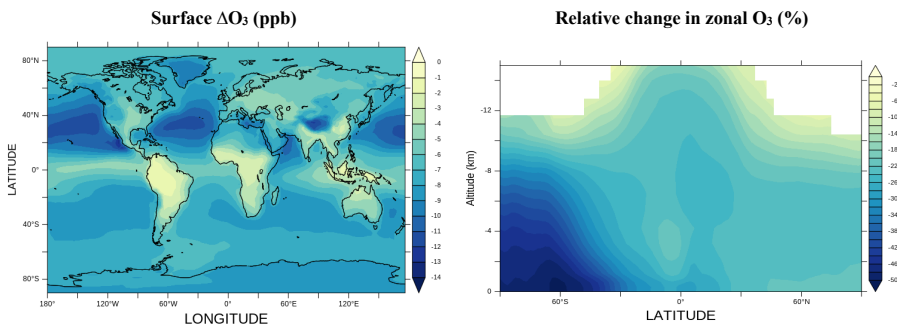 Surface ΔO₃ (ppb)
80°N
40°N
0°
40°S
80°S
LATITUDE
180°
120°W
60°W
0°
60°E
120°E
LONGITUDE
0
-1
-2
-3
-4
-5
-6
-7
-8
-9
-10
-11
-12
-13
-14
Relative change in zonal O₃ (%)
-12
-8
-4
0
Altitude (km)
60°S
0°
60°N
LATITUDE
-2
-6
-10
-14
-18
-22
-26
-30
-34
-38
-42
-46
-50